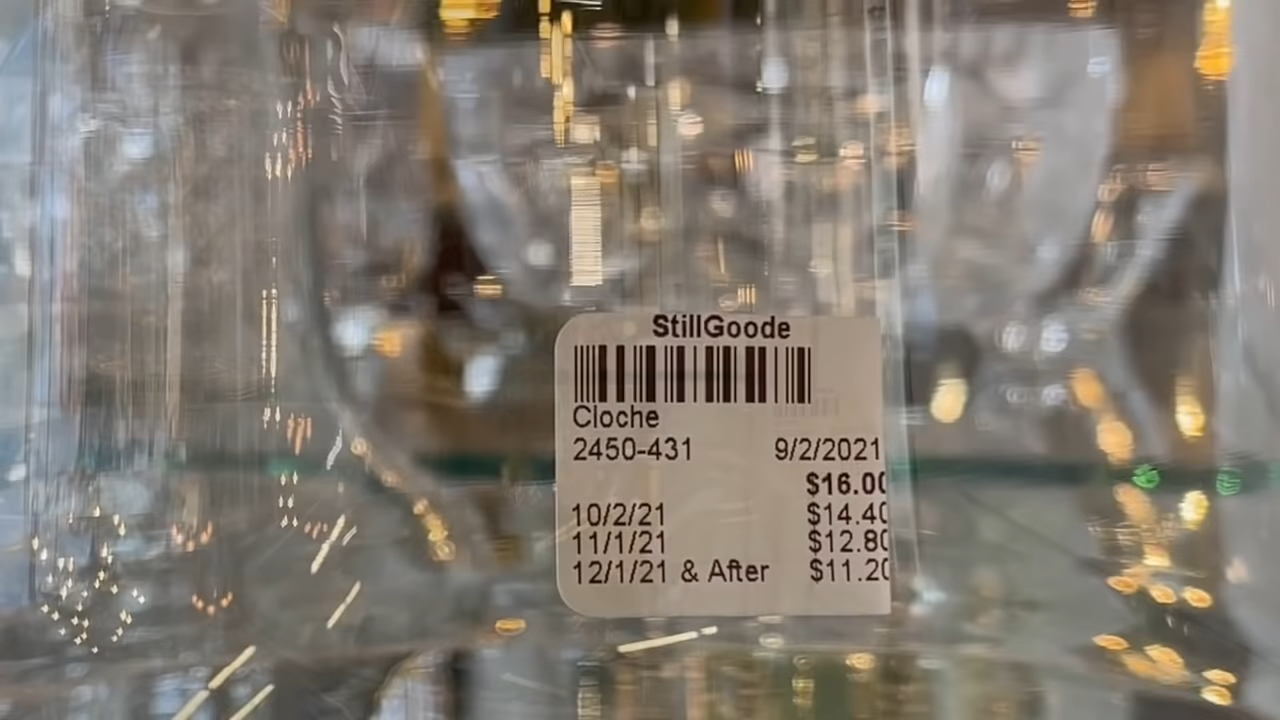 StillGoode
Cloche
2450-431 9/2/2021
$16.00
10/2/21 $14.40
11/1/21 $12.80
12/1/21 & After $11.20